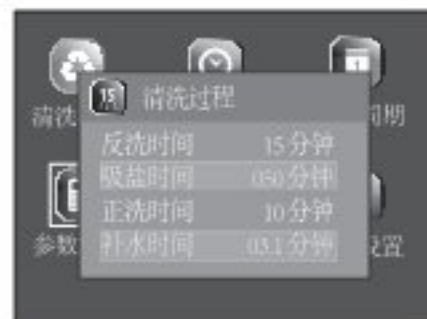 清洗
周期
15 清洗过程
反洗时间 15 分钟
吸盐时间 050 分钟
正洗时间 10 分钟
补水时间 03.1 分钟
参数
设置